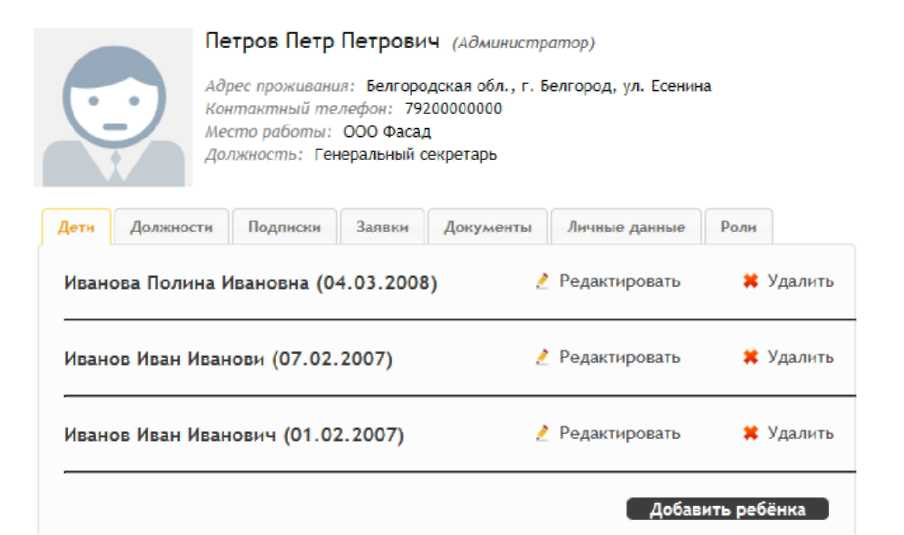 Петров Петр Петрович (Администратор)
Адрес проживания: Белгородская обл., г. Белгород, ул. Есенина
Контактный телефон: 79200000000
Место работы: ООО Фасад
Должность: Генеральный секретарь
Дети Должности Подписки Заявки Документы Личные данные Роли
Иванова Полина Ивановна (04.03.2008) Редактировать Удалить
Иванов Иван Иванови (07.02.2007) Редактировать Удалить
Иванов Иван Иванович (01.02.2007) Редактировать Удалить
Добавить ребёнка